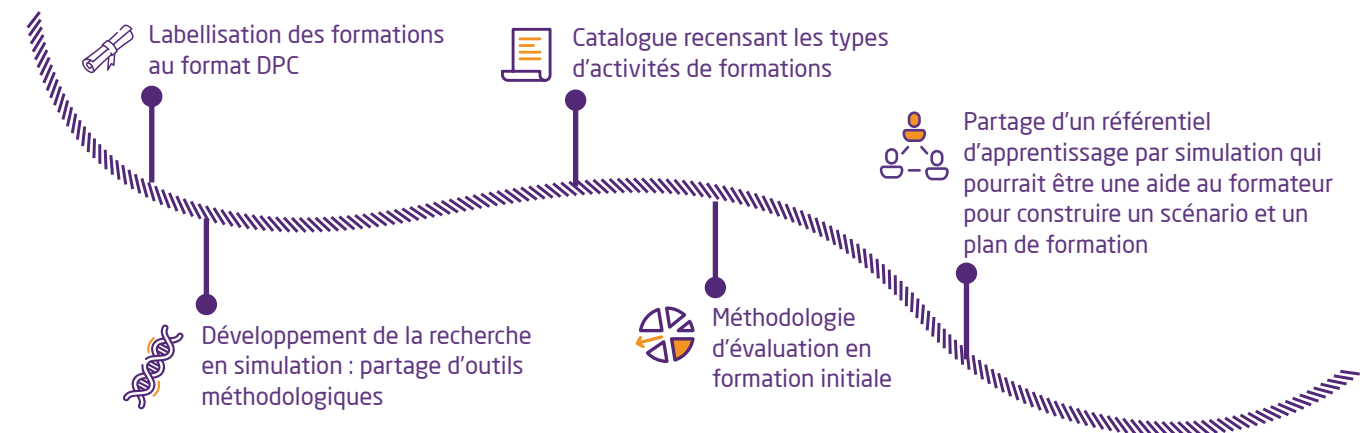 Labellisation des formations
au format DPC
Catalogue recensant les types
d'activités de formations
Partage d'un référentiel
d'apprentissage par simulation qui
pourrait être une aide au formateur
pour construire un scénario et un
plan de formation
Développement de la recherche
en simulation : partage d'outils
méthodologiques
Méthodologie
d'évaluation en
formation initiale